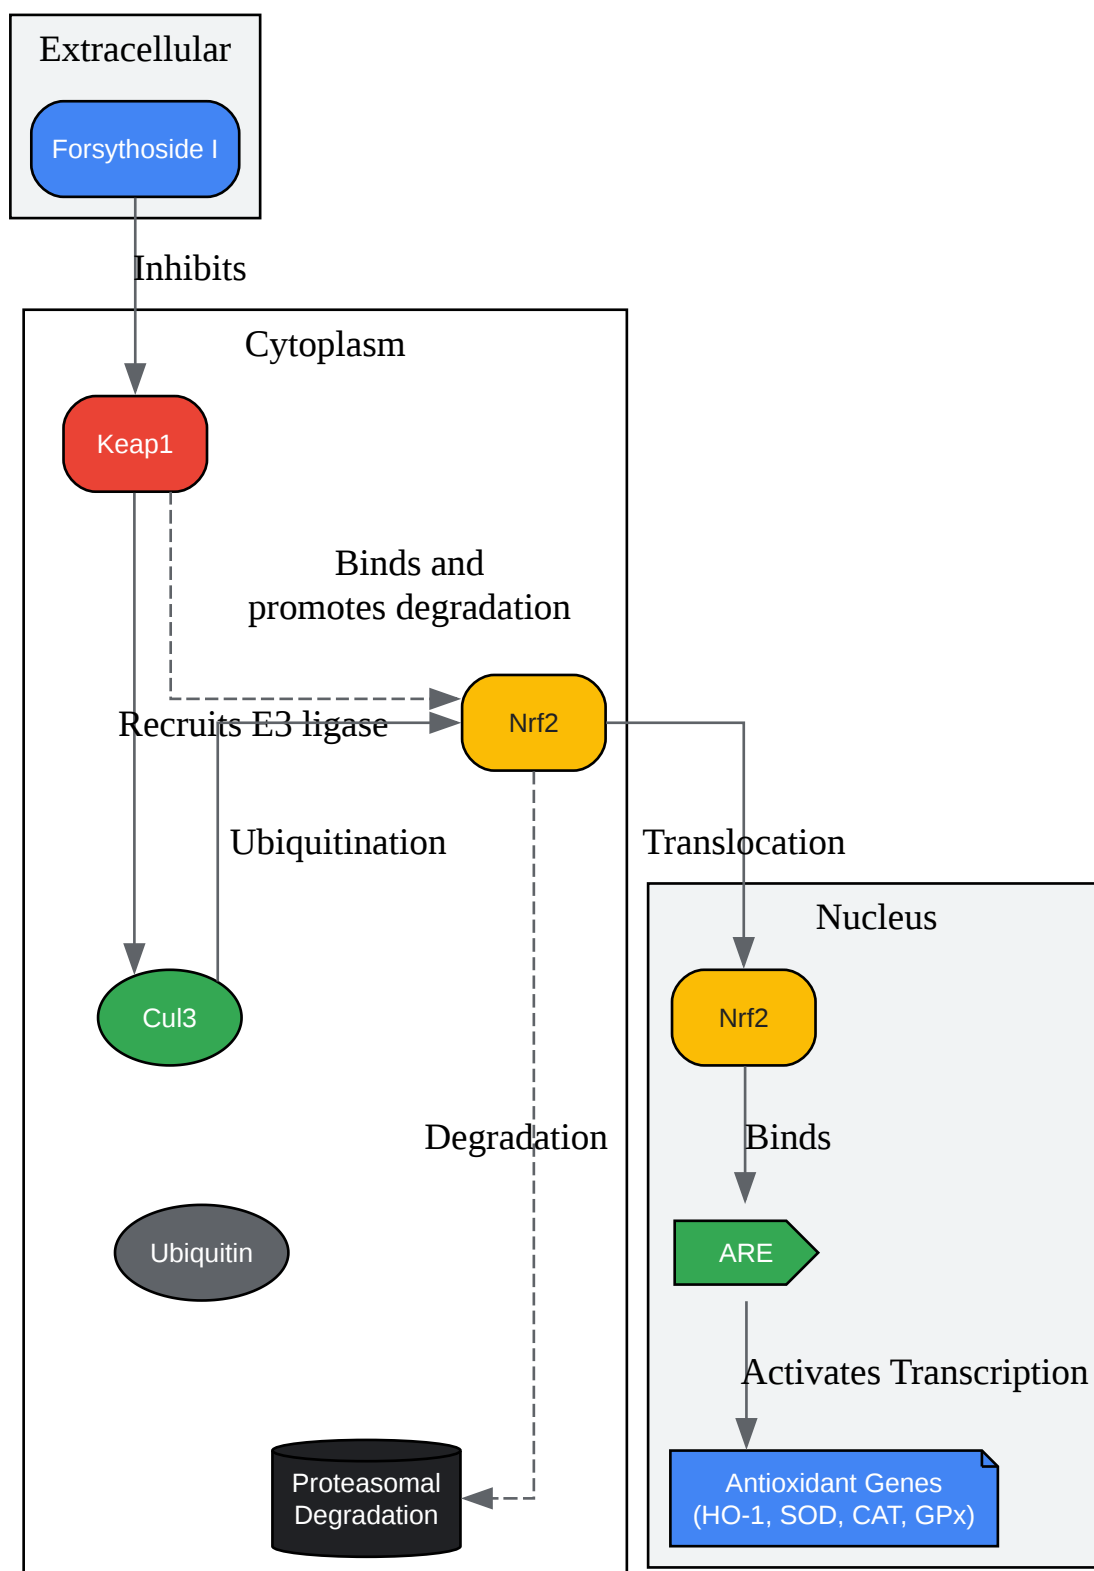 Extracellular
Forsythoside I
Inhibits
Cytoplasm
Keap1
Binds and
promotes degradation
Recruits E3 ligase
Nrf2
Ubiquitination
Translocation
Nucleus
Cul3
Nrf2
Degradation
Binds
Ubiquitin
ARE
Activates Transcription
Proteasomal
Degradation
Antioxidant Genes
(HO-1, SOD, CAT, GPx)